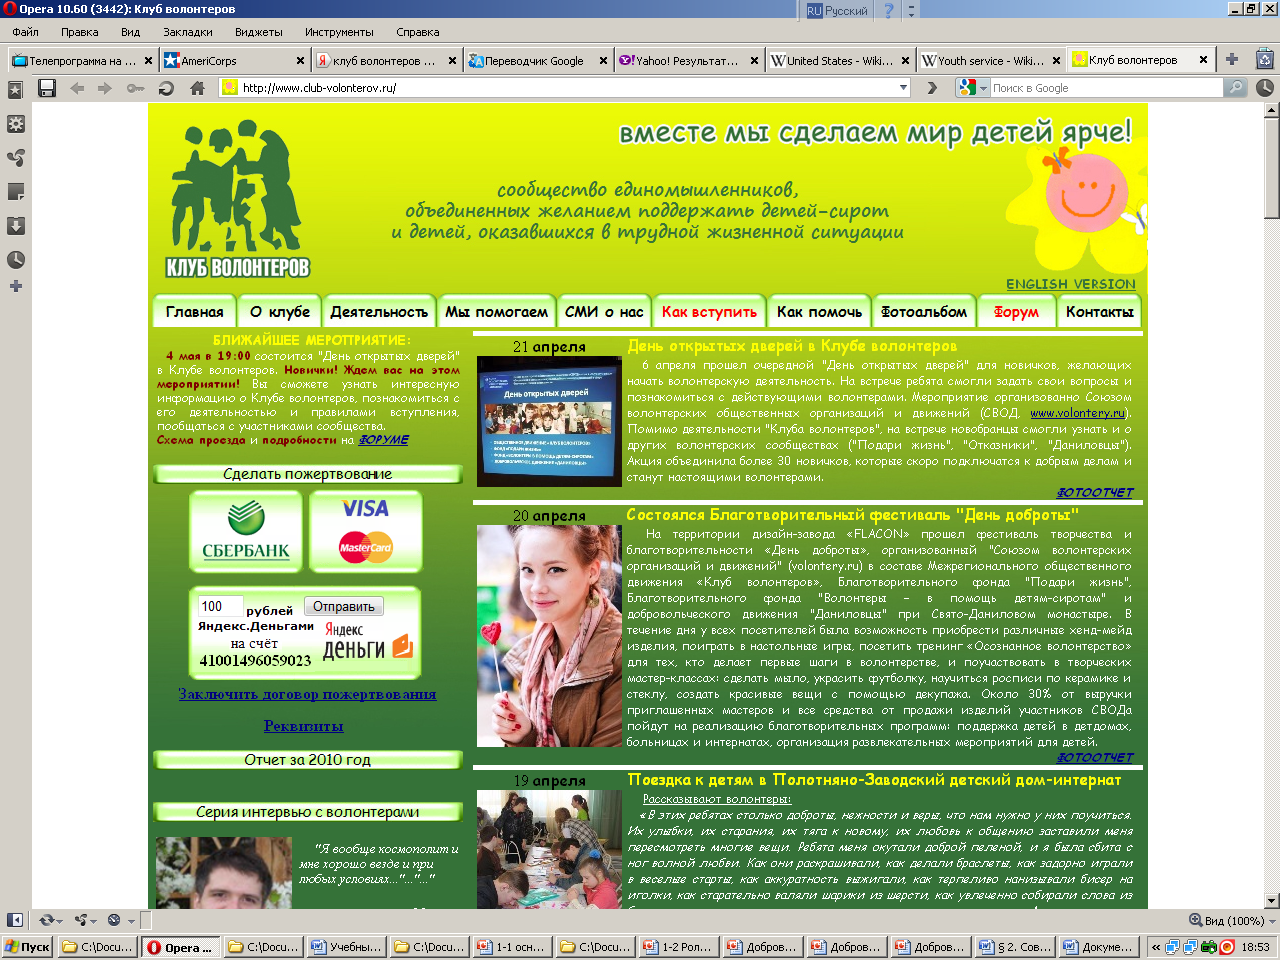 Opera 10.60 (3442): Клуб волонтеров
RU Русский
Файл Правка Вид Закладки Виджеты Инструменты Справка
Телепрограмма на ... AmeriCorps клуб волонтеров ... Переводчик Google Yahoo! Результат... United States - Wiki... Youth service - Wiki... Клуб волонтеров
http://www.club-volonterov.ru/ Поиск в Google
вместе мы сделаем мир детей ярче!
сообщество единомышленников,
объединенных желанием поддержать детей-сирот
и детей, оказавшихся в трудной жизненной ситуации
КЛУБ ВОЛОНТЕРОВ
ENGLISH VERSION
Главная О клубе Деятельность Мы помогаем СМИ о нас Как вступить Как помочь Фотоальбом Форум Контакты
БЛИЖАЙШЕЕ МЕРОПРИЯТИЕ:
4 мая в 19:00 состоится "День открытых дверей"
в Клубе волонтеров. Новички! Ждем вас на этом
мероприятии! Вы сможете узнать интересную
информацию о Клубе волонтеров, познакомиться с
его деятельностью и правилами вступления,
пообщаться с участниками сообщества.
Схема проезда и подробности на ФОРУМЕ
Сделать пожертвование
СБЕРБАНК
VISA
MasterCard
100 рублей Отправить
Яндекс.Деньгами
на счёт
41001496059023
Яндекс
деньги
Заключить договор пожертвования
Реквизиты
Отчет за 2010 год
Серия интервью с волонтерами
"Я вообще космополит и
мне хорошо везде и при
любых условиях..."..."..."
21 апреля
День открытых дверей
День открытых дверей в Клубе волонтеров
6 апреля прошел очередной "День открытых дверей" для новичков, желающих
начать волонтерскую деятельность. На встрече ребята смогли задать свои вопросы и
познакомиться с действующими волонтерами. Мероприятие организованно Союзом
волонтерских общественных организаций и движений (СВОД, www.volontery.ru).
Помимо деятельности "Клуба волонтеров", на встрече новобранцы смогли узнать и о
других волонтерских сообществах ("Подари жизнь", "Отказники", "Даниловцы").
Акция объединила более 30 новичков, которые скоро подключатся к добрым делам и
станут настоящими волонтерами.
ФОТООТЧЕТ
20 апреля
Состоялся Благотворительный фестиваль "День доброты"
На территории дизайн-завода «FLACON» прошел фестиваль творчества и
благотворительности «День доброты», организованный "Союзом волонтерских
организаций и движений" (volontery.ru) в составе Межрегионального общественного
движения «Клуб волонтеров», Благотворительного фонда "Подари жизнь",
Благотворительного фонда "Волонтеры - в помощь детям-сиротам" и
добровольческого движения "Даниловцы" при Свято-Даниловом монастыре. В
течение дня у всех посетителей была возможность приобрести различные хенд-мейд
изделия, поиграть в настольные игры, посетить тренинг «Осознанное волонтерство»
для тех, кто делает первые шаги в волонтерстве, и поучаствовать в творческих
мастер-классах: сделать мыло, украсить футболку, научиться росписи по керамике и
стеклу, создать красивые вещи с помощью декупажа. Около 30% от выручки
приглашенных мастеров и все средства от продажи изделий участников СВОДа
пойдут на реализацию благотворительных программ: поддержка детей в детдомах,
больницах и интернатах, организация развлекательных мероприятий для детей.
ФОТООТЧЕТ
19 апреля
Поездка к детям в Полотняно-Заводский детский дом-интернат
Рассказывают волонтеры:
«В этих ребятах столько доброты, нежности и веры, что нам нужно у них поучиться.
Их улыбки, их старания, их тяга к новому, их любовь к общению заставили меня
пересмотреть многие вещи. Ребята меня окутали доброй пеленой, и я была сбита с
ног волной любви. Как они раскрашивали, как делали браслеты, как задорно играли
в веселые старты, как аккуратность выжигали, как терпеливо нанизывали бисер на
иголки, как старательно валяли шарики из шерсти, как увлеченно собирали слова из
Вид (100%)
Пуск C:\Docu... Opera ... C:\Docu... Учебны... C:\Docu... 1-1 осн... C:\Docu... 1-2 Рол... Добров... Добров... Добров... § 2. Сов... Докуме... « 18:53